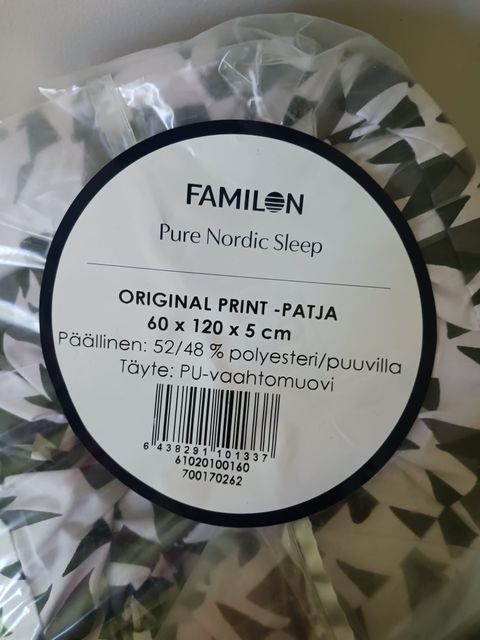 FAMILON
Pure Nordic Sleep
ORIGINAL PRINT -PATJA
60 x 120 x 5 cm
Päällinen: 52/48 % polyesteri/puuvilla
Täyte: PU-vaahtomuovi
6 438291 101337
61020100160
700170262